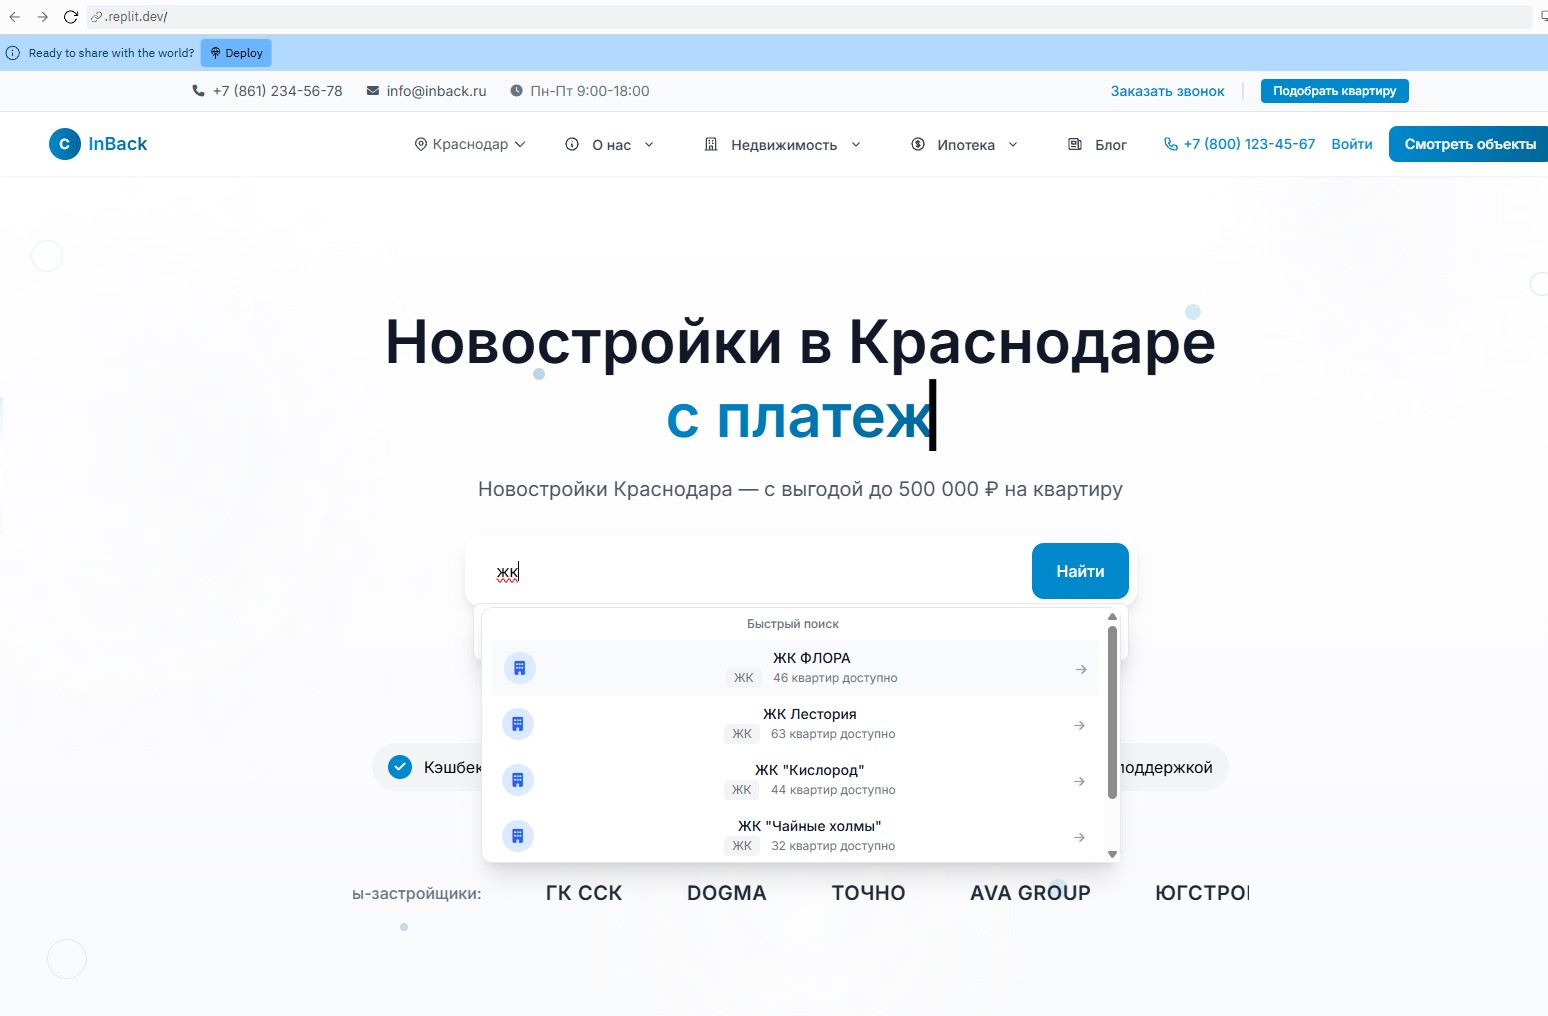 .replit.dev/
Ready to share with the world? Deploy
+7 (861) 234-56-78 info@inback.ru Пн-Пт 9:00-18:00 Заказать звонок Подобрать квартиру
C InBack Краснодар О нас Недвижимость Ипотека Блог +7 (800) 123-45-67 Войти Смотреть объекты
Новостройки в Краснодаре
с платеж
Новостройки Краснодара — с выгодой до 500 000 ₽ на квартиру
жк Найти
Быстрый поиск
ЖК ФЛОРА
ЖК 46 квартир доступно
ЖК Лестория
ЖК 63 квартир доступно
ЖК "Кислород"
ЖК 44 квартир доступно
Кэшбек поддержкой
ЖК "Чайные холмы"
ЖК 32 квартир доступно
ы-застройщики: ГК ССК DOGMA ТОЧНО AVA GROUP ЮГСТРО